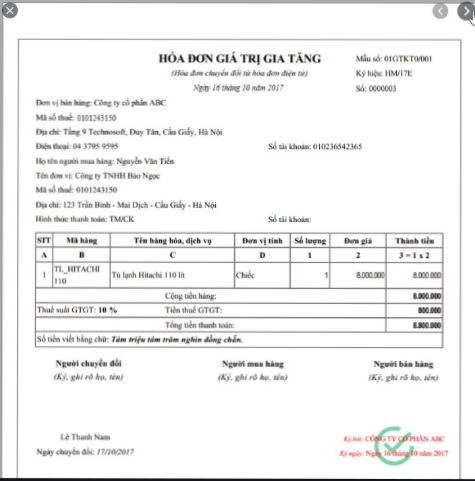 HÓA ĐƠN GIÁ TRỊ GIA TĂNG
(Hóa đơn chuyển đổi từ hóa đơn điện tử)
Ngày 16 tháng 10 năm 2017
Mẫu số: 01GTKT0/001
Ký hiệu: HM/17E
Số: 0000003
Đơn vị bán hàng: Công ty cổ phần ABC
Mã số thuế: 0101243150
Địa chỉ: Tầng 9 Technosoft, Duy Tân, Cầu Giấy, Hà Nội
Điện thoại: 04 3795 9595 Số tài khoản: 010236542365
Họ tên người mua hàng: Nguyễn Văn Tiến
Tên đơn vị: Công ty TNHH Bảo Ngọc
Mã số thuế: 0101243150
Địa chỉ: 123 Trần Bình - Mai Dịch - Cầu Giấy - Hà Nội
Hình thức thanh toán: TM/CK Số tài khoản:
STT Mã hàng Tên hàng hóa, dịch vụ Đơn vị tính Số lượng Đơn giá Thành tiền
A B C D 1 2 3 = 1 x 2
1 TL_HITACHI 110 Tủ lạnh Hitachi 110 lít Chiếc 1 8.000.000 8.000.000
Cộng tiền hàng: 8.000.000
Thuế suất GTGT: 10 % Tiền thuế GTGT: 800.000
Tổng tiền thanh toán: 8.800.000
Số tiền viết bằng chữ: Tám triệu tám trăm nghìn đồng chẵn.
Người chuyển đổi Người mua hàng Người bán hàng
(Ký, ghi rõ họ, tên) (Ký, ghi rõ họ, tên) (Ký, ghi rõ họ, tên)
Lê Thanh Nam
Ngày chuyển đổi: 17/10/2017
Ký bởi: CÔNG TY CỔ PHẦN ABC
Ký ngày: Ngày 16 tháng 10 năm 2017